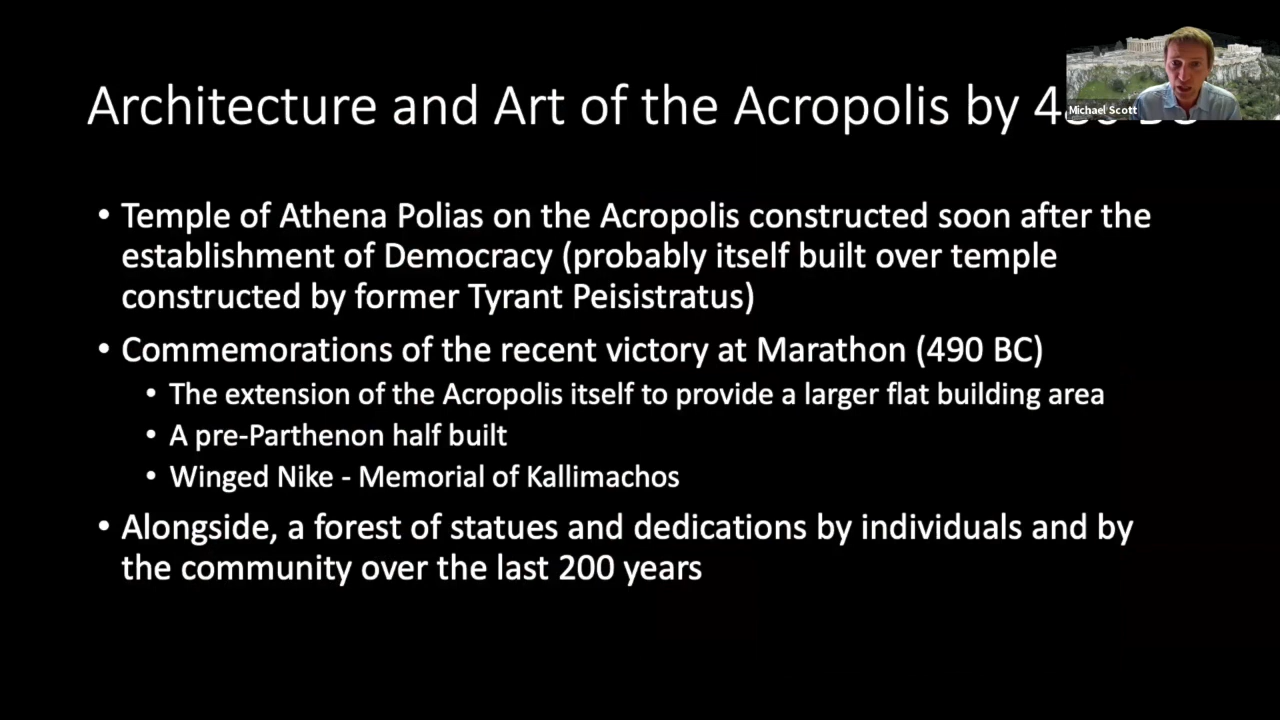 Architecture and Art of the Acropolis by
Michael Scott
• Temple of Athena Polias on the Acropolis constructed soon after the
establishment of Democracy (probably itself built over temple
constructed by former Tyrant Peisistratus)
• Commemorations of the recent victory at Marathon (490 BC)
• The extension of the Acropolis itself to provide a larger flat building area
• A pre-Parthenon half built
• Winged Nike - Memorial of Kallimachos
• Alongside, a forest of statues and dedications by individuals and by
the community over the last 200 years